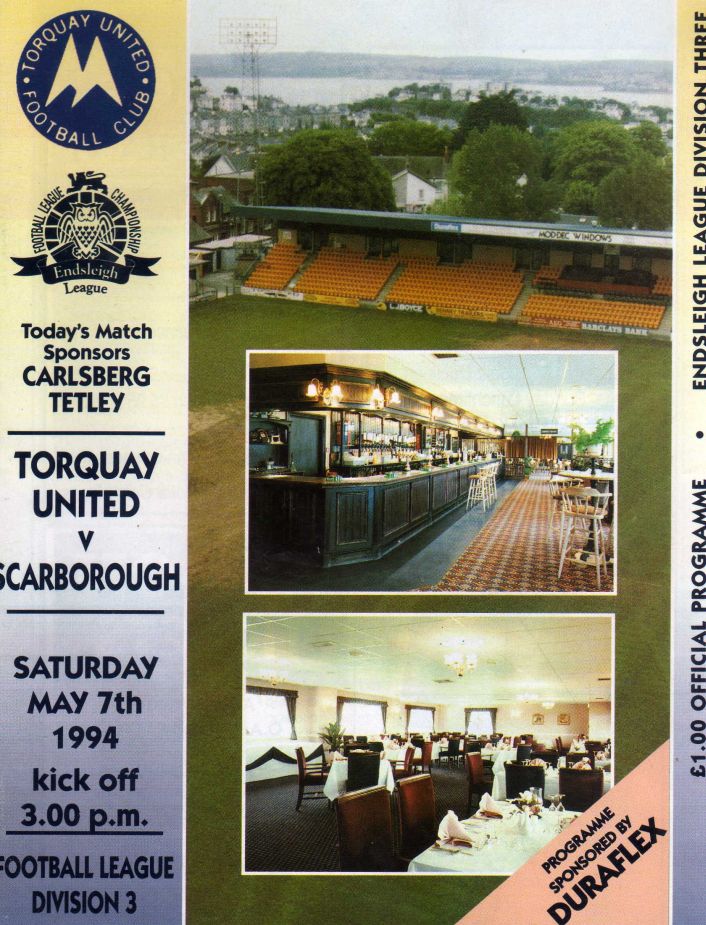 TORQUAY UNITED
FOOTBALL CLUB
FOOTBALL LEAGUE CHAMPIONSHIP
Endsleigh
League
Today's Match
Sponsors
CARLSBERG
TETLEY
TORQUAY
UNITED
v
SCARBOROUGH
SATURDAY
MAY 7th
1994
kick off
3.00 p.m.
FOOTBALL LEAGUE
DIVISION 3
MODDEC WINDOWS
BARCLAYS BANK
PROGRAMME
SPONSORED BY
DURAFLEX
£1.00 OFFICIAL PROGRAMME • ENDSLEIGH LEAGUE DIVISION THREE